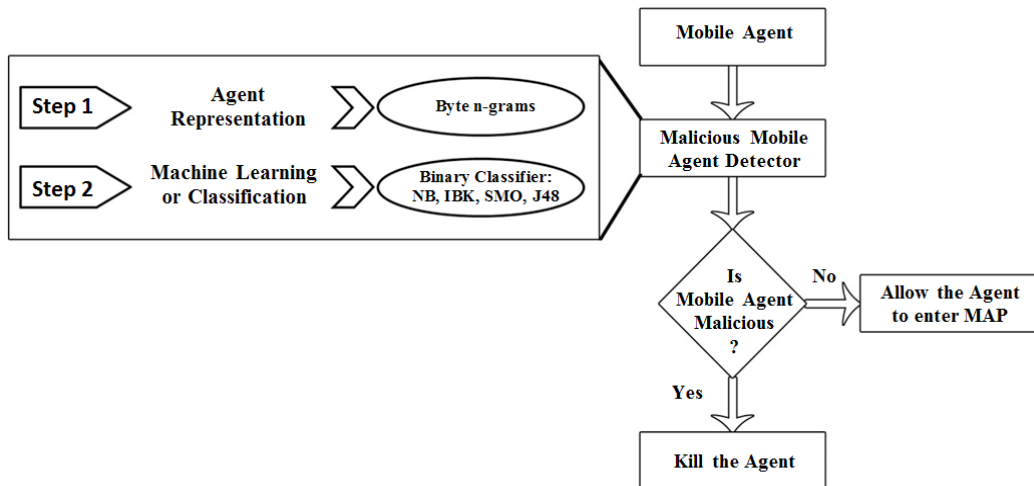 Mobile Agent
Step 1
Agent
Representation
Byte n-grams
Step 2
Machine Learning
or Classification
Binary Classifier:
NB, IBK, SMO, J48
Malicious Mobile
Agent Detector
Is
Mobile Agent
Malicious
?
No
Allow the Agent
to enter MAP
Yes
Kill the Agent